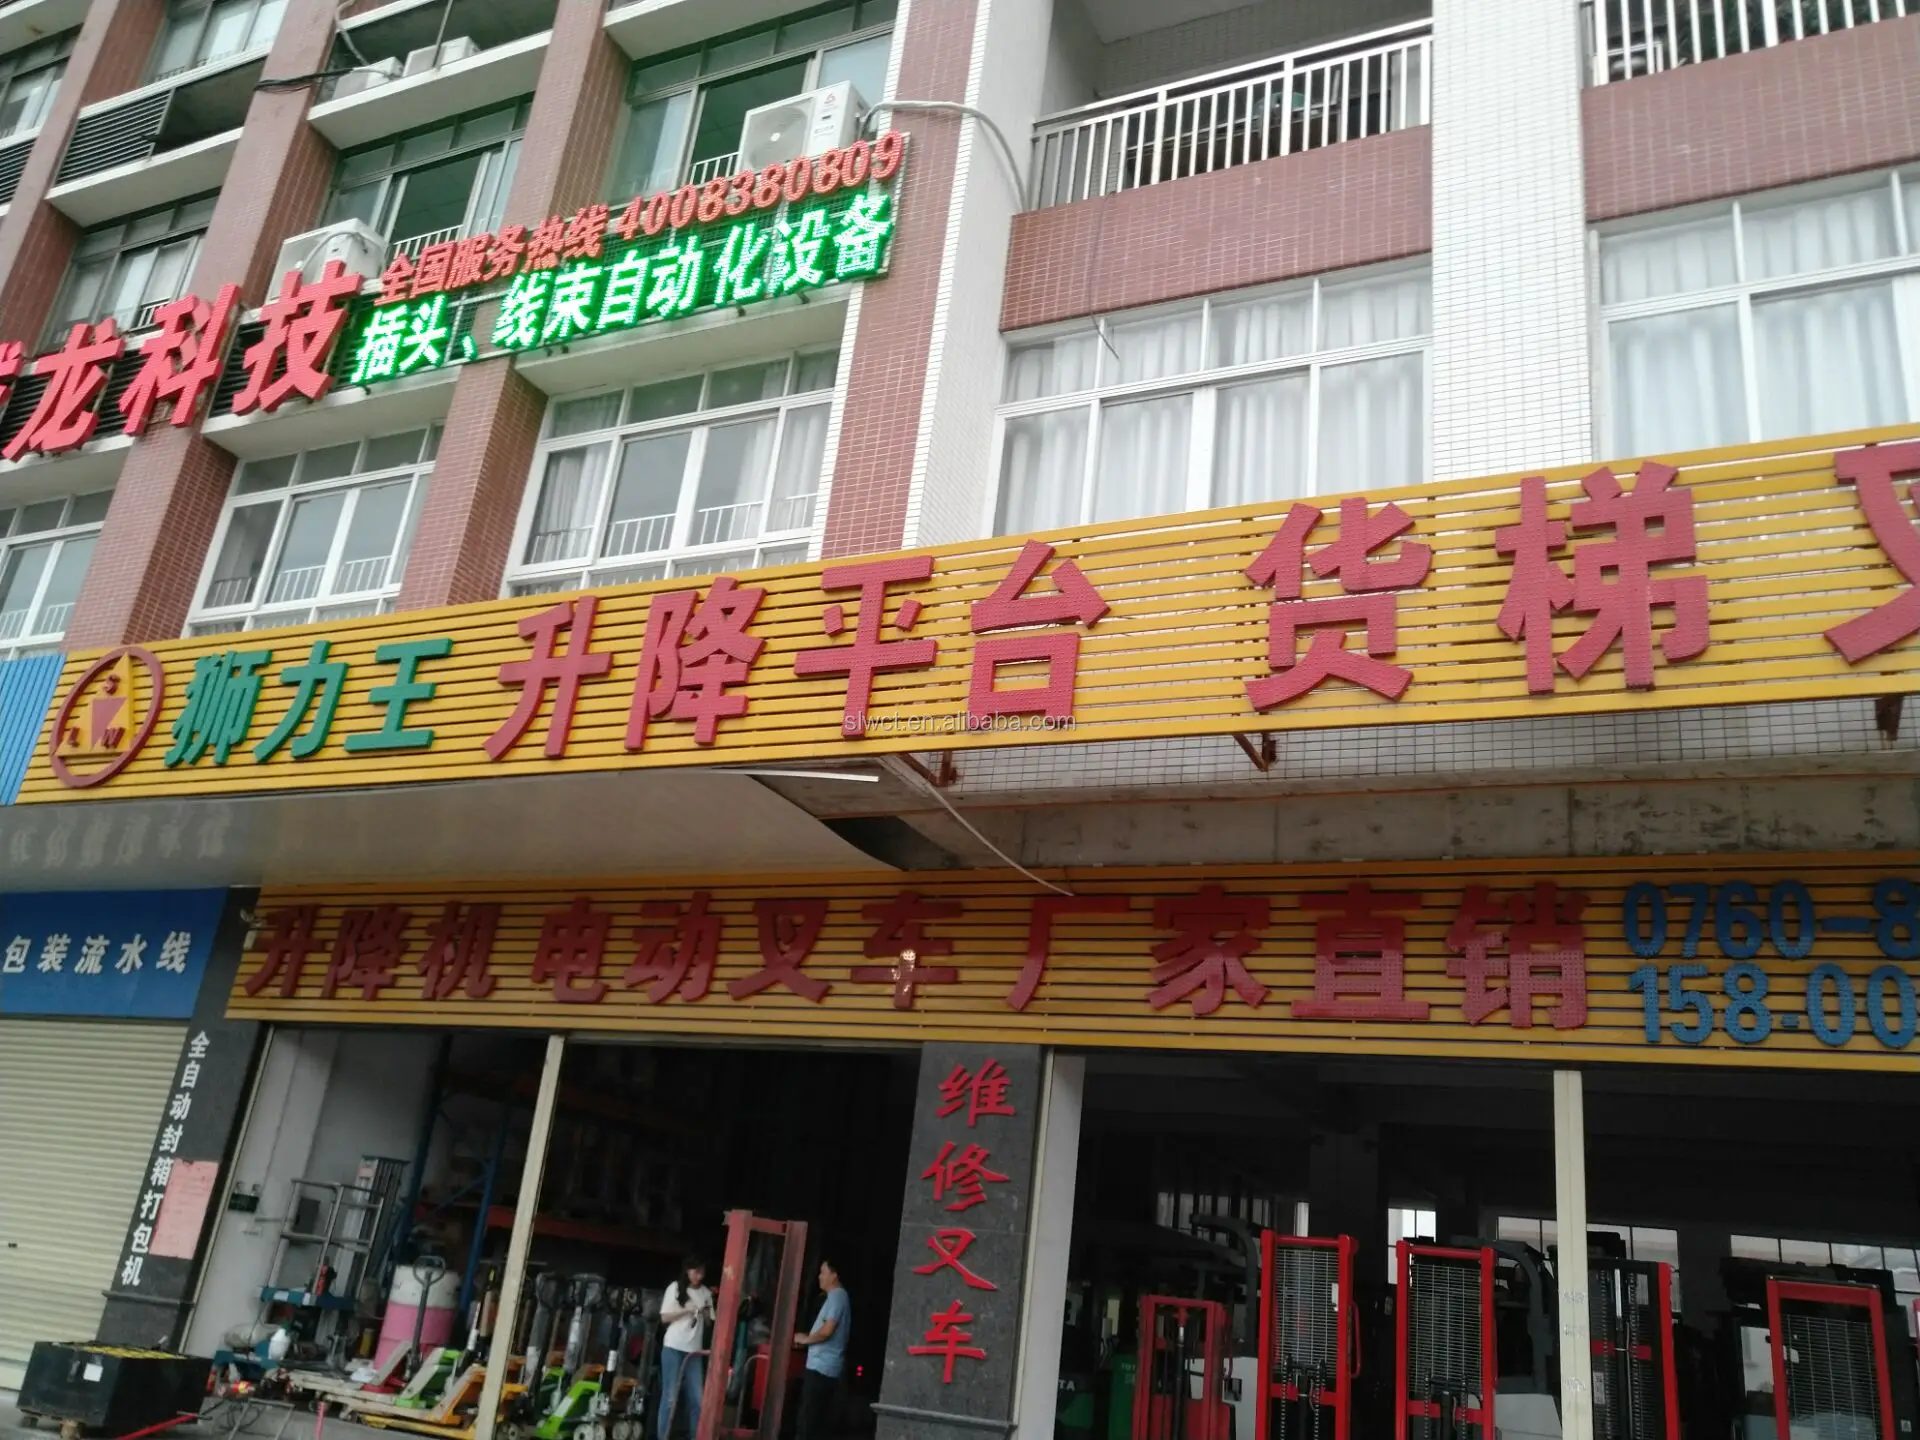 全国服务热线 4008380809
龙科技
插头、线束自动化设备
S
L W
狮力王 升降平台 货梯 叉
slwct.en.alibaba.com
升降机 电动叉车 厂家直销 0760-8
158-00
包装流水线
全自动封箱打包机
维修叉车